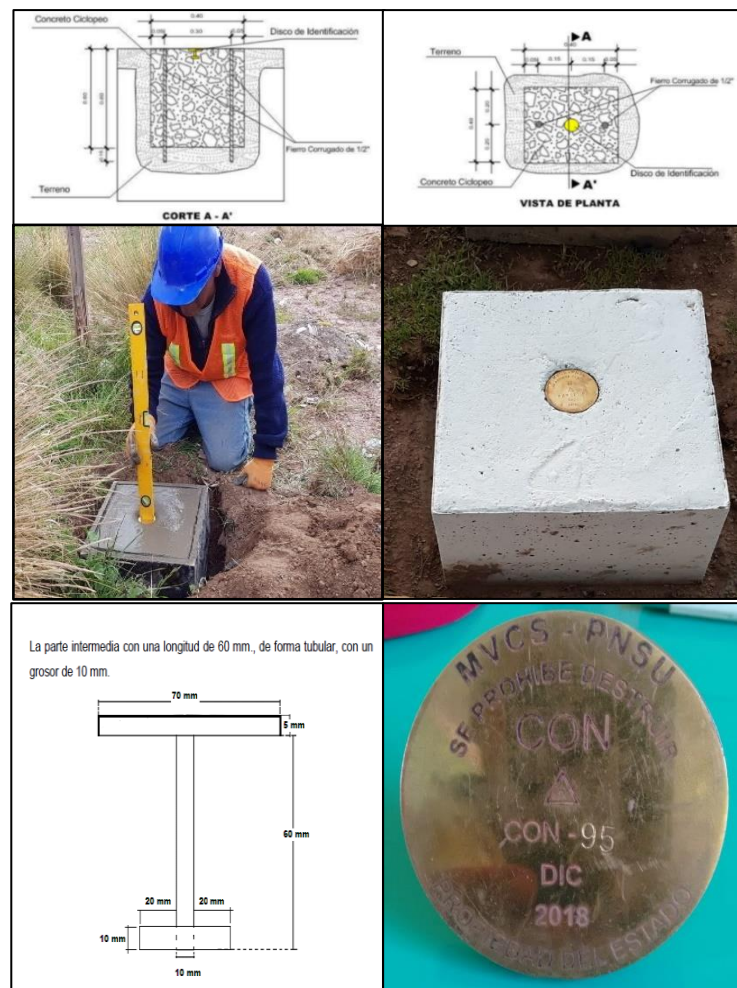 Concreto Ciclopeo
0.40
Disco de Identificación
0.05
0.30
0.05
0.60
Fierro Corrugado de 1/2"
Terreno
CORTE A - A'
A
0.40
Terreno
0.05
0.15
0.15
0.05
0.40
0.20
0.20
Fierro Corrugado de 1/2"
Disco de Identificación
Concreto Ciclopeo
A'
VISTA DE PLANTA
La parte intermedia con una longitud de 60 mm., de forma tubular, con un
grosor de 10 mm.
70 mm
5 mm
60 mm
20 mm
20 mm
10 mm
10 mm
MVCS - PNSU
SE PROHIBE DESTRUIR
CON
CON - 95
DIC
2018
PROPIEDAD DEL ESTADO